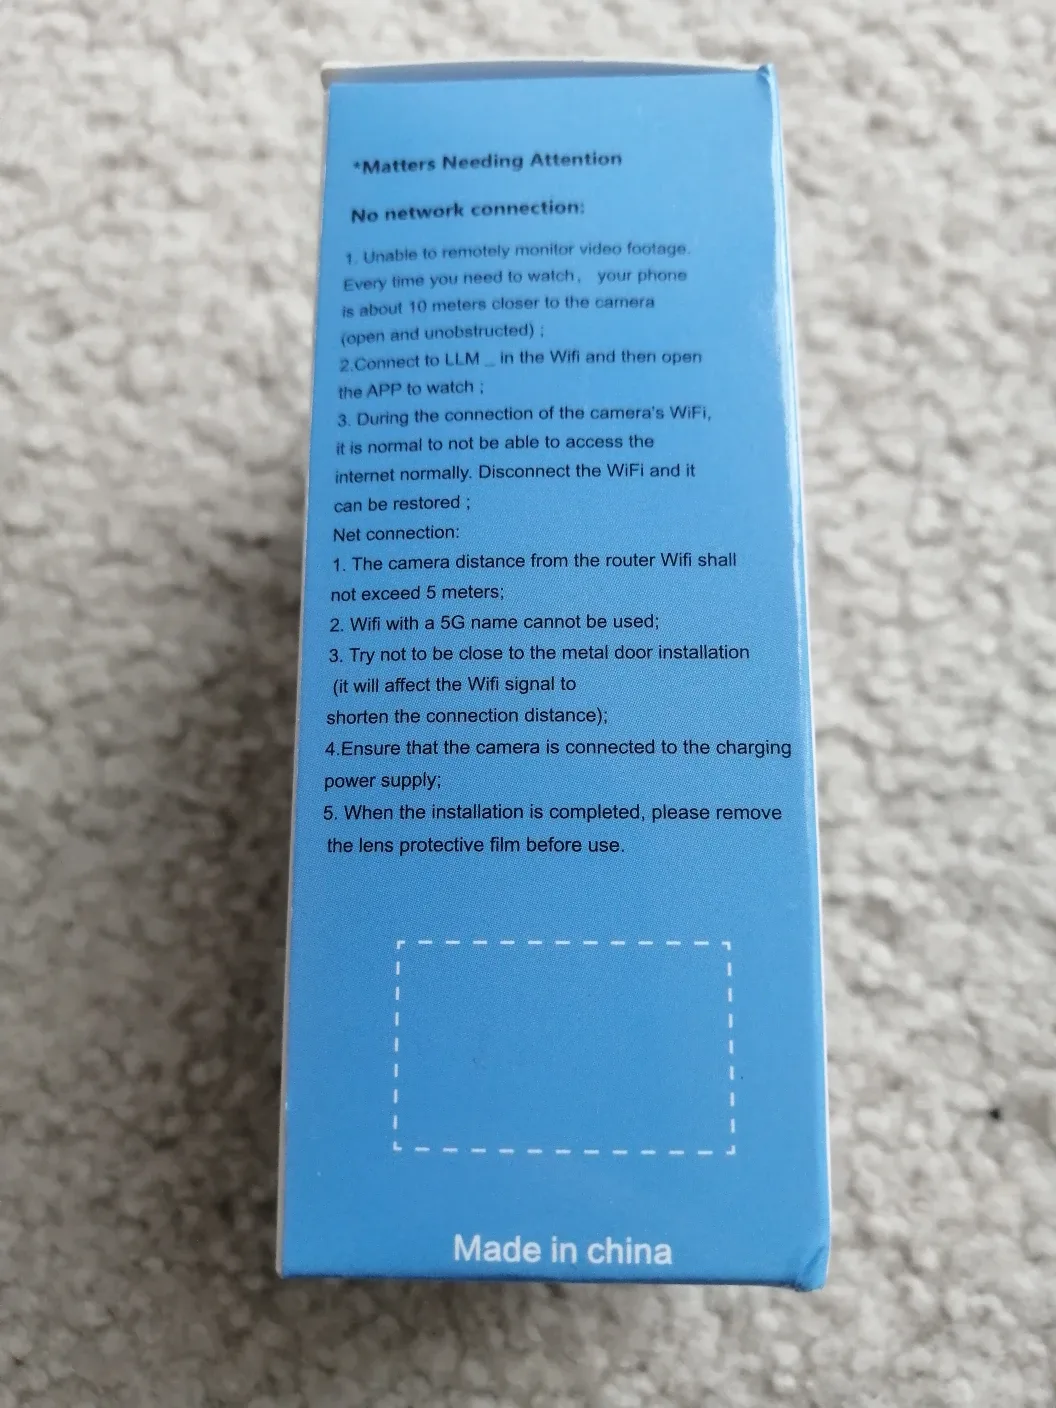 *Matters Needing Attention
No network connection:
1. Unable to remotely monitor video footage.
Every time you need to watch, your phone
is about 10 meters closer to the camera
(open and unobstructed) ;
2.Connect to LLM _ in the Wifi and then open
the APP to watch ;
3. During the connection of the camera's WiFi,
it is normal to not be able to access the
internet normally. Disconnect the WiFi and it
can be restored ;
Net connection:
1. The camera distance from the router Wifi shall
not exceed 5 meters;
2. Wifi with a 5G name cannot be used;
3. Try not to be close to the metal door installation
(it will affect the Wifi signal to
shorten the connection distance);
4.Ensure that the camera is connected to the charging
power supply;
5. When the installation is completed, please remove
the lens protective film before use.
Made in china